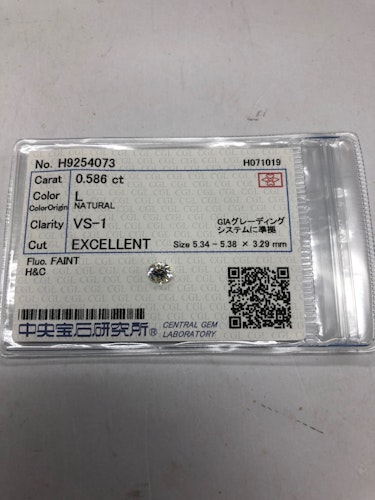 No. H9254073 H071019
Carat 0.586 ct
Color L
ColorOrigin NATURAL
Clarity VS-1 GIAグレーディング
システムに準拠
Cut EXCELLENT Size 5.34 - 5.38 × 3.29 mm
Fluo. FAINT
H&C
中央宝石研究所® CENTRAL GEM
LABORATORY